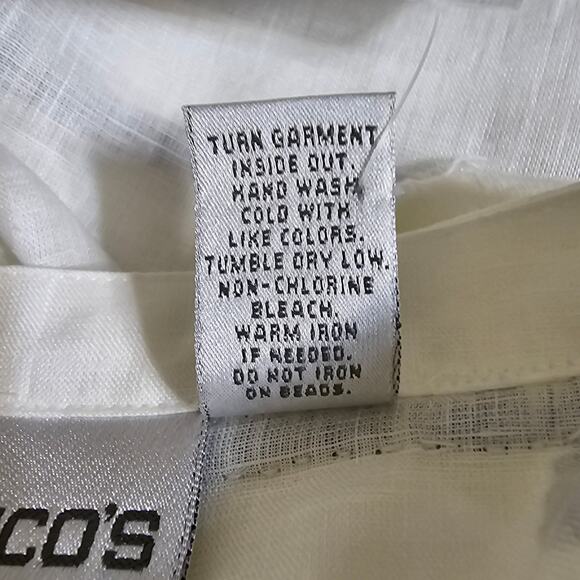 TURN GARMENT
INSIDE OUT.
HAND WASH
COLD WITH
LIKE COLORS.
TUMBLE DRY LOW.
NON-CHLORINE
BLEACH.
WARM IRON
IF NEEDED.
DO NOT IRON
ON BEADS.
CO'S